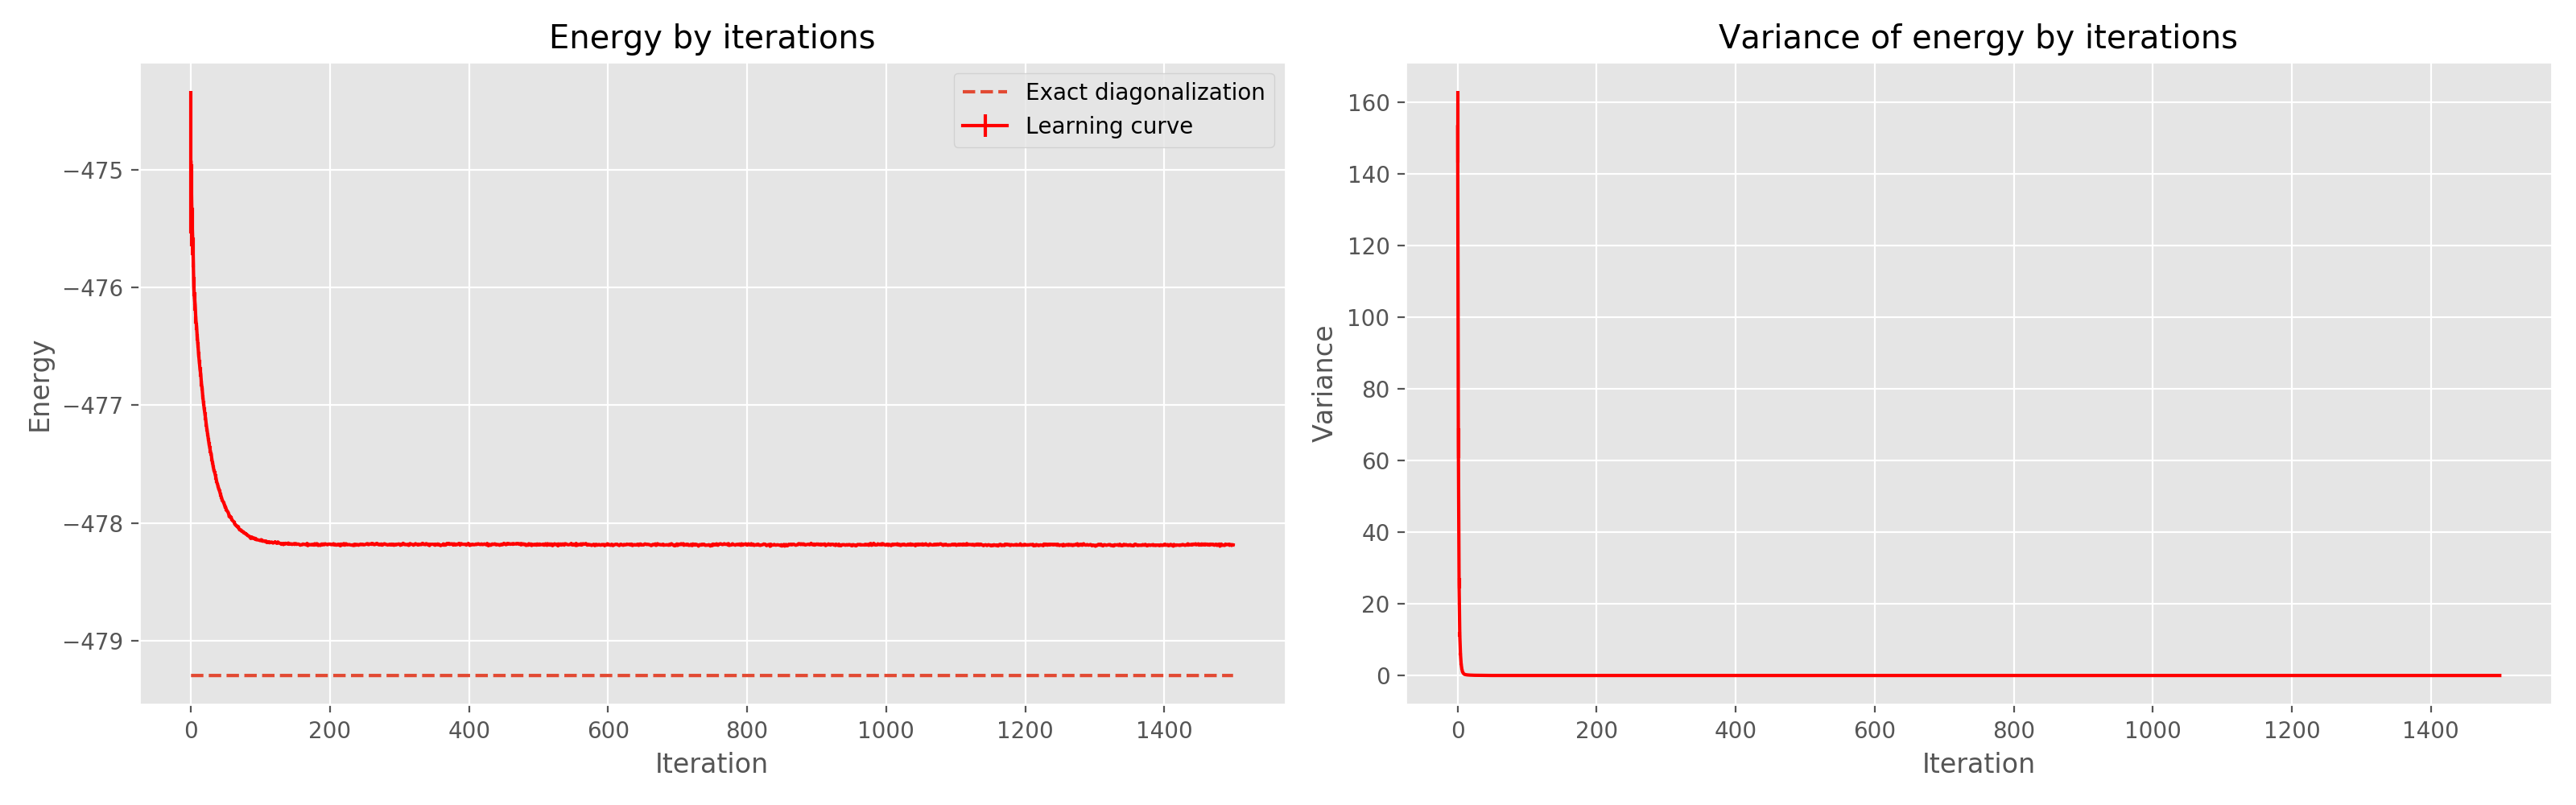 Energy by iterations
Exact diagonalization
Learning curve
−475
−476
−477
−478
−479
Energy
0 200 400 600 800 1000 1200 1400
Iteration
Variance of energy by iterations
160
140
120
100
80
60
40
20
0
Variance
0 200 400 600 800 1000 1200 1400
Iteration